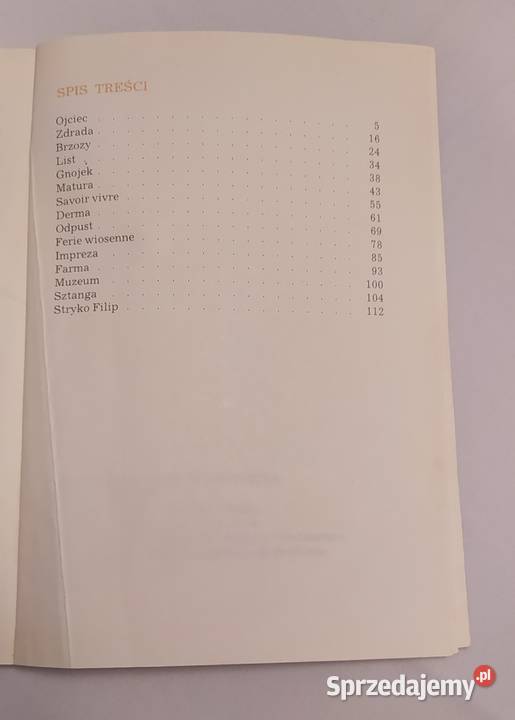 SPIS TREŚCI
Ojciec . . . . . . . . . . . . . . . . . 5
Zdrada . . . . . . . . . . . . . . . . . 16
Brzozy . . . . . . . . . . . . . . . . . 24
List . . . . . . . . . . . . . . . . . 34
Gnojek . . . . . . . . . . . . . . . . . 38
Matura . . . . . . . . . . . . . . . . . 43
Savoir vivre . . . . . . . . . . . . . . . 55
Derma . . . . . . . . . . . . . . . . . 61
Odpust . . . . . . . . . . . . . . . . . 69
Ferie wiosenne . . . . . . . . . . . . . . 78
Impreza . . . . . . . . . . . . . . . . 85
Farma . . . . . . . . . . . . . . . . . 93
Muzeum . . . . . . . . . . . . . . . . 100
Sztanga . . . . . . . . . . . . . . . . 104
Stryko Filip . . . . . . . . . . . . . . . 112
Sprzedajemy.pl